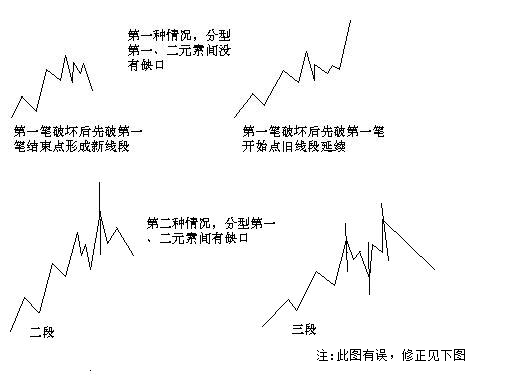 第一种情况，分型
第一、二元素间没
有缺口
第一笔破坏后先破第一
笔结束点形成新线段
第一笔破坏后先破第一笔
开始点旧线段延续
第二种情况，分型第一
、二元素间有缺口
二段
三段
注:此图有误，修正见下图